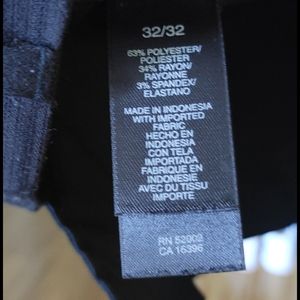 32/32
63% POLYESTER/
POLIESTER
34% RAYON/
RAYONNE
3% SPANDEX/
ELASTANO
MADE IN INDONESIA
WITH IMPORTED
FABRIC
HECHO EN
INDONESIA
CON TELA
IMPORTADA
FABRIQUE EN
INDONESIE
AVEC DU TISSU
IMPORTE
RN 52002
CA 16396